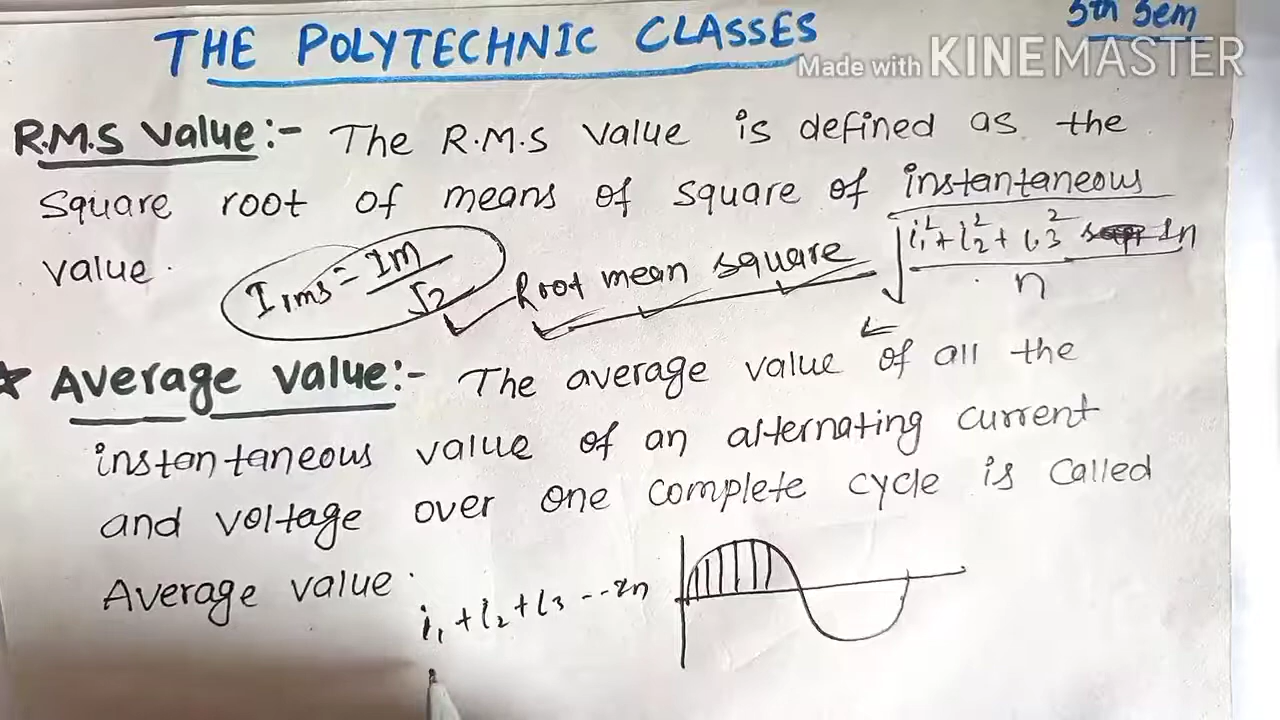 5th Sem
THE POLYTECHNIC CLASSES
Made with KINEMASTER
R.M.S Value:- The R.M.S Value is defined as the
Square root of means of square of instantaneous
value.
Irms = Im/√2
Root mean square √(i₁² + i₂² + i₃² in / n)
Average value:- The average value of all the
instantaneous value of an alternating current
and voltage over one complete cycle is called
Average value.
i₁ + i₂ + i₃ --- in